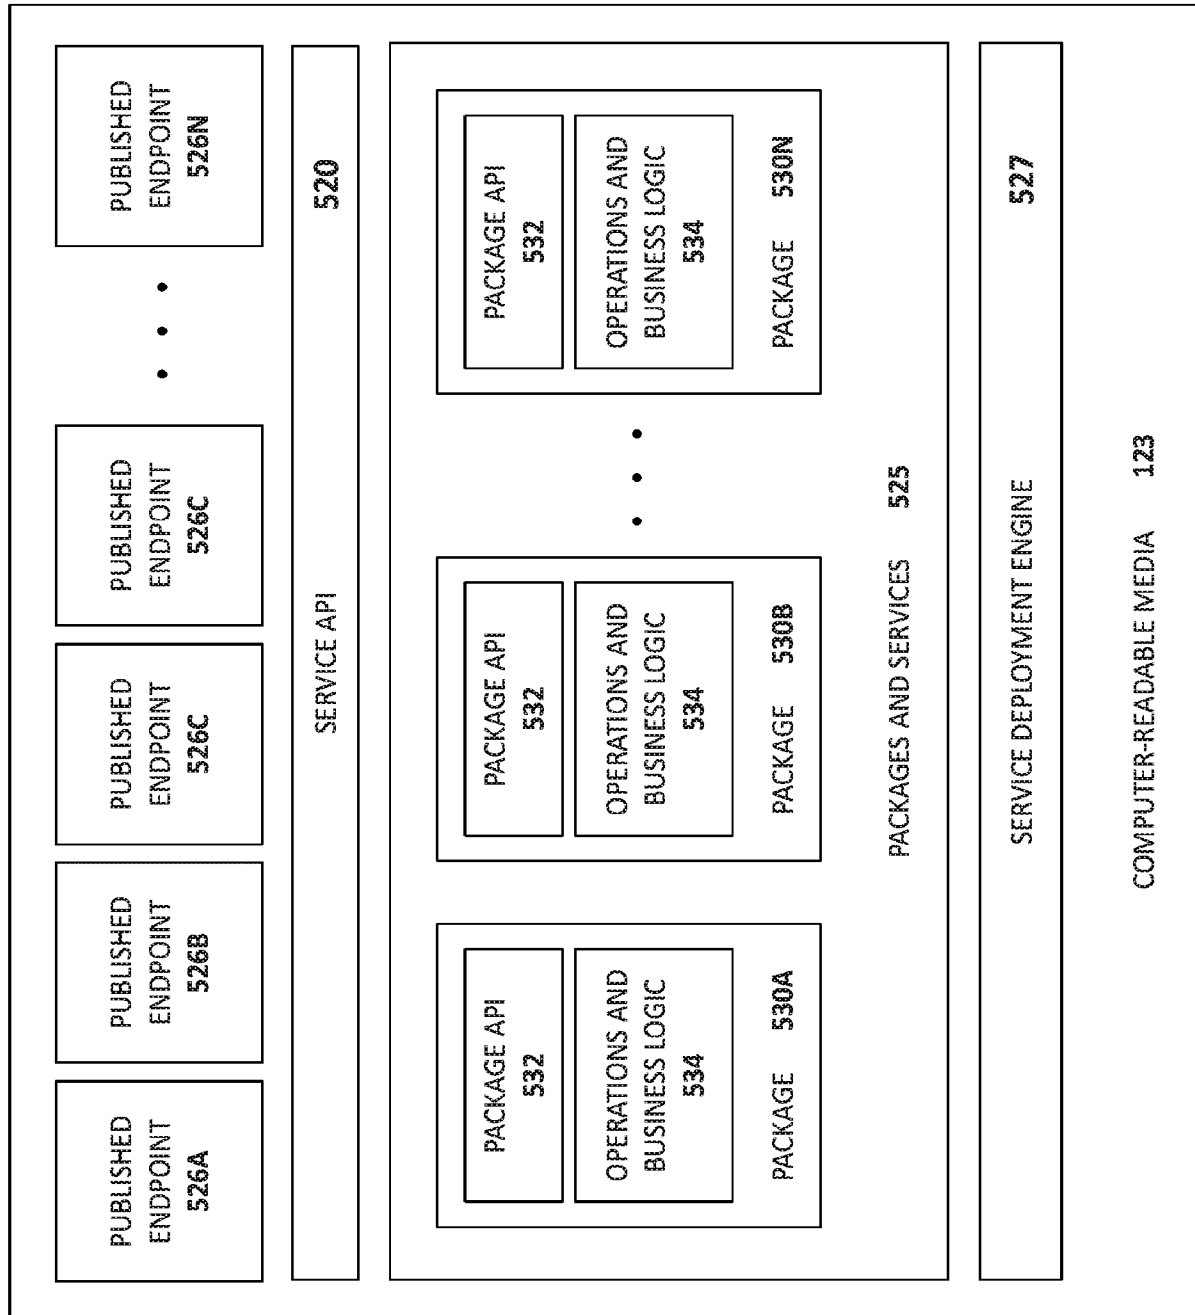 PUBLISHED
ENDPOINT
526A
PUBLISHED
ENDPOINT
526B
PUBLISHED
ENDPOINT
526C
PUBLISHED
ENDPOINT
526C
• • •
PUBLISHED
ENDPOINT
526N
SERVICE API 520
PACKAGE API
532
OPERATIONS AND
BUSINESS LOGIC
534
PACKAGE 530A
PACKAGE API
532
OPERATIONS AND
BUSINESS LOGIC
534
PACKAGE 530B
• • •
PACKAGE API
532
OPERATIONS AND
BUSINESS LOGIC
534
PACKAGE 530N
PACKAGES AND SERVICES 525
SERVICE DEPLOYMENT ENGINE 527
COMPUTER-READABLE MEDIA 123